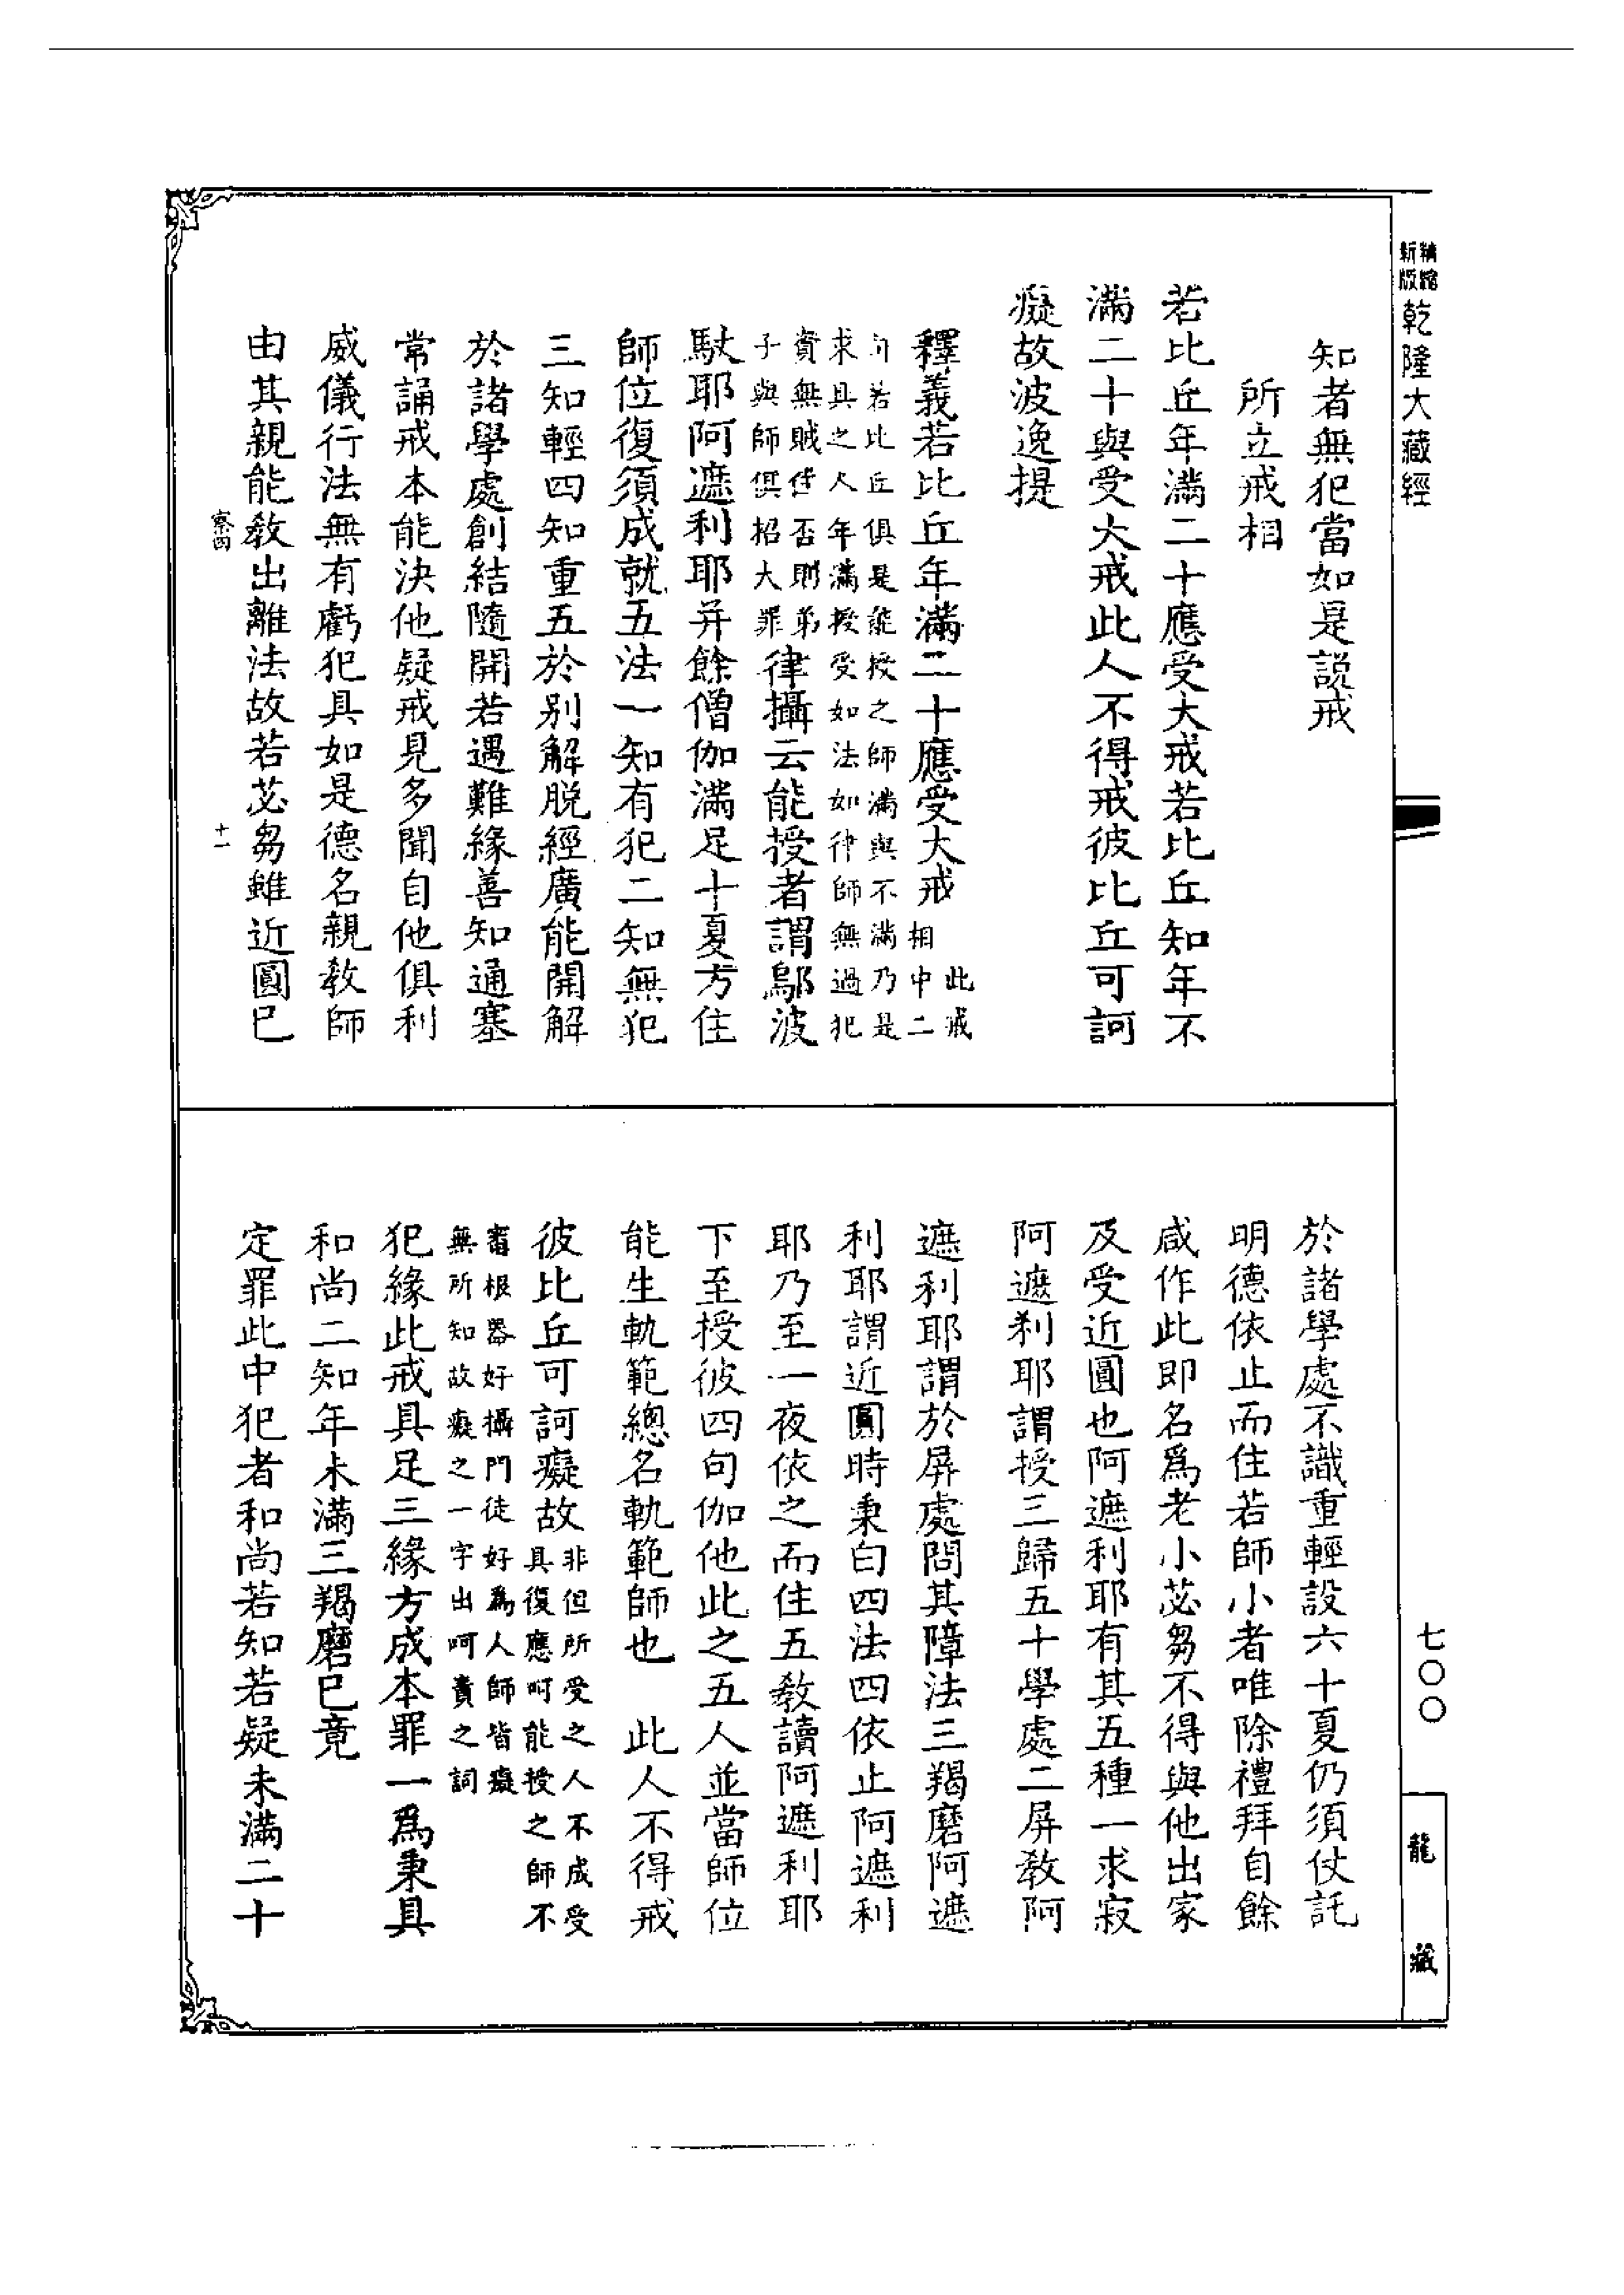 精縮新版乾隆大藏經
知者無犯當如是説戒
所立戒相
若比丘年滿二十應受大戒若比丘知年不
滿二十與受大戒此人不得戒彼比丘可訶
癡故波逸提
釋義若比丘年滿二十應受大戒此戒相中二
若比丘俱是能授之師滿與不滿乃是
求具之人年滿授受如法如律師無過犯
資無賊住否則弟
子與師俱招大罪律攝云能授者謂鄔波
馱耶阿遮利耶并餘僧伽滿足十夏方住
師位復須成就五法一知有犯二知無犯
三知輕四知重五於別解脱經廣能開解
於諸學處創結隨開若遇難緣善知通塞
常誦戒本能決他疑戒見多聞自他俱利
威儀行法無有虧犯具如是德名親教師
由其親能教出離法故若苾芻雖近圓已
寮四
十一
於諸學處不識重輕設六十夏仍須仗託
明德依止而住若師小者唯除禮拜自餘
咸作此即名爲老小苾芻不得與他出家
及受近圓也阿遮利耶有其五種一求寂
阿遮利耶謂授三歸五十學處二屏教阿
遮利耶謂於屏處問其障法三羯磨阿遮
利耶謂近圓時秉白四法四依止阿遮利
耶乃至一夜依之而住五教讀阿遮利耶
下至授彼四句伽他此之五人並當師位
能生軌範總名軌範師也　此人不得戒
彼比丘可訶癡故非但所受之人不成受
具復應呵能授之師不
審根器好攝門徒好爲人師皆癡
無所知故癡之一字出呵責之詞
犯緣此戒具足三緣方成本罪一爲秉具
和尚二知年未滿三羯磨已竟
定罪此中犯者和尚若知若疑未滿二十
七〇〇
龍藏